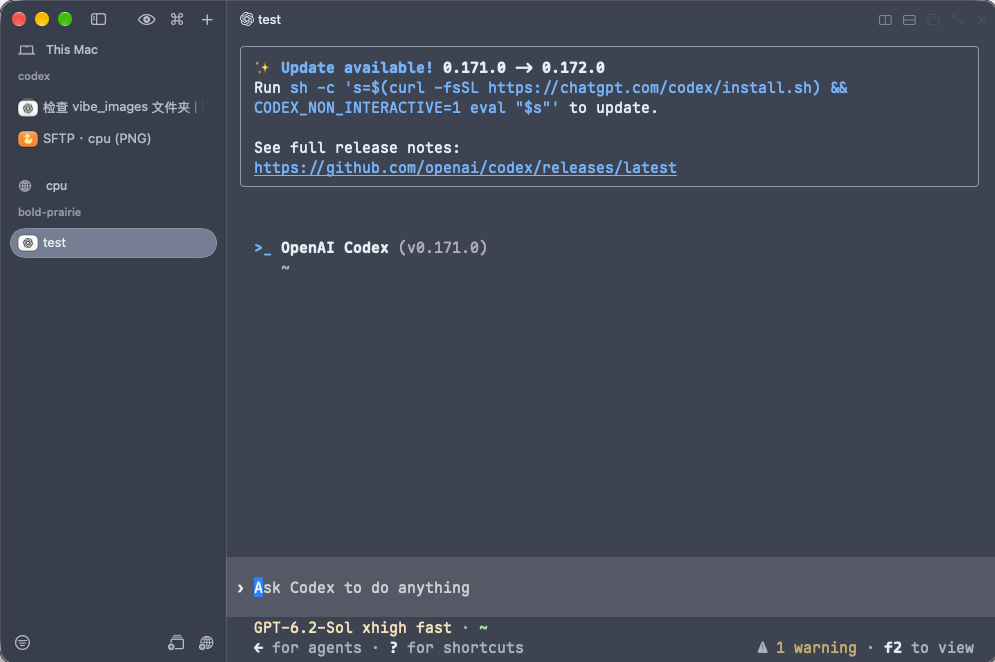 test
This Mac
codex
检查 vibe_images 文件夹 |
SFTP · cpu (PNG)
cpu
bold-prairie
test
✨ Update available! 0.171.0 -> 0.172.0
Run sh -c 's=$(curl -fsSL https://chatgpt.com/codex/install.sh) &&
CODEX_NON_INTERACTIVE=1 eval "$s"' to update.
See full release notes:
https://github.com/openai/codex/releases/latest
>_ OpenAI Codex (v0.171.0)
~
› Ask Codex to do anything
GPT-6.2-Sol xhigh fast · ~
← for agents · ? for shortcuts
⚠ 1 warning · f2 to view